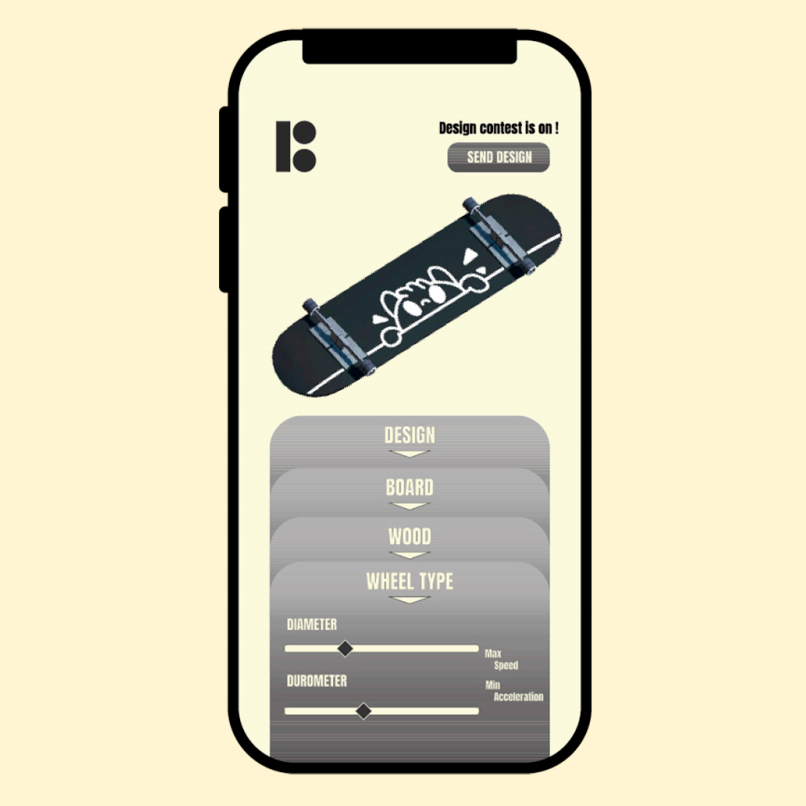 Design contest is on !
SEND DESIGN
DESIGN
BOARD
WOOD
WHEEL TYPE
DIAMETER
Max
Speed
DUROMETER
Min
Acceleration